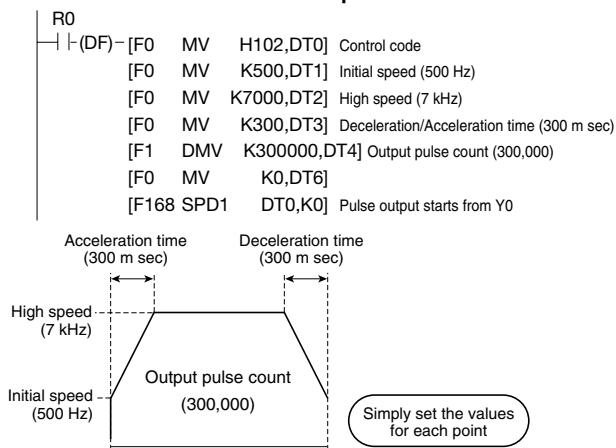 R0
(DF) [F0 MV H102,DT0] Control code
[F0 MV K500,DT1] Initial speed (500 Hz)
[F0 MV K7000,DT2] High speed (7 kHz)
[F0 MV K300,DT3] Deceleration/Acceleration time (300 m sec)
[F1 DMV K300000,DT4] Output pulse count (300,000)
[F0 MV K0,DT6]
[F168 SPD1 DT0,K0] Pulse output starts from Y0
Acceleration time
(300 m sec)
Deceleration time
(300 m sec)
High speed
(7 kHz)
Output pulse count
(300,000)
Initial speed
(500 Hz)
Simply set the values
for each point